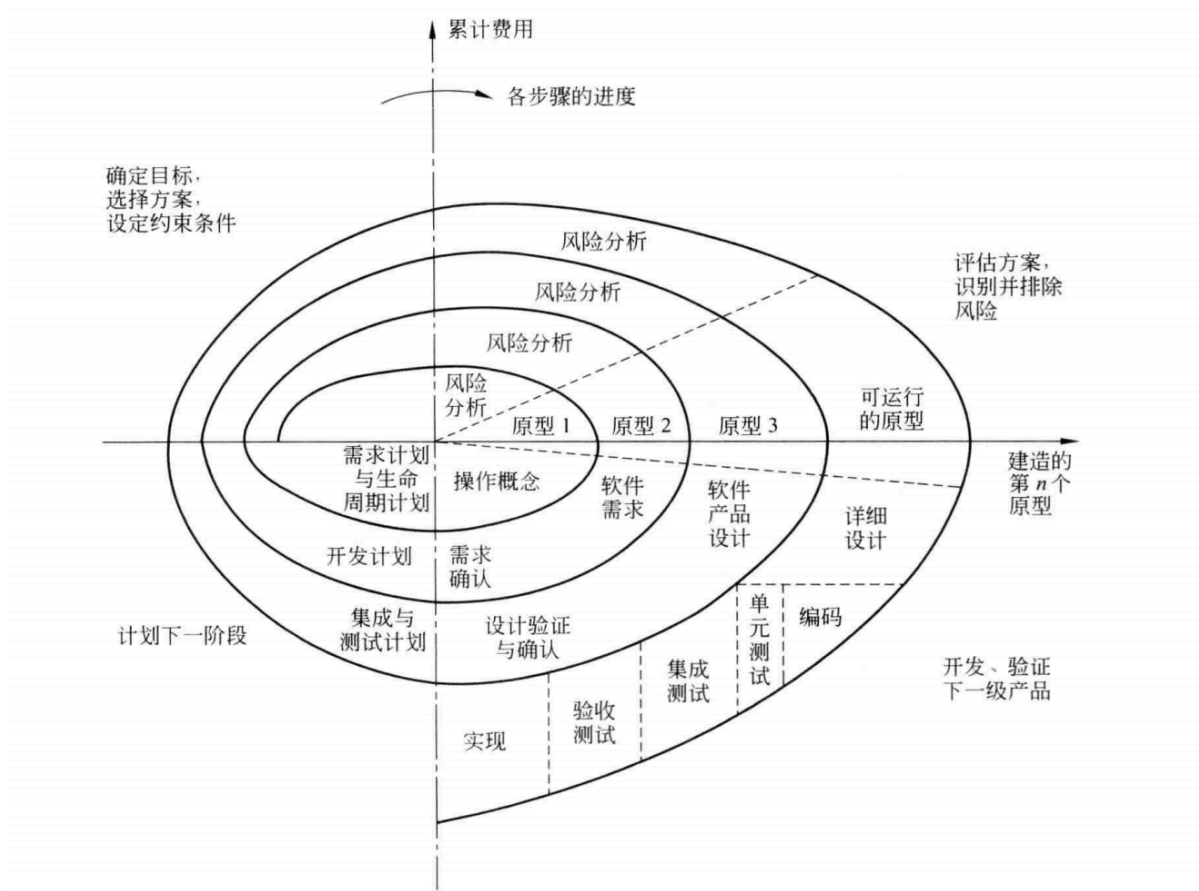 累计费用
各步骤的进度
确定目标，
选择方案，
设定约束条件
风险分析
评估方案，
识别并排除
风险
风险分析
风险分析
风险
分析
可运行
的原型
原型 1
原型 2
原型 3
建造的
第 n 个
原型
需求计划
与生命
周期计划
操作概念
软件
需求
软件
产品
设计
详细
设计
开发计划
需求
确认
计划下一阶段
集成与
测试计划
设计验证
与确认
单
元
测
试
编码
集成
测试
开发、验证
下一级产品
验收
测试
实现